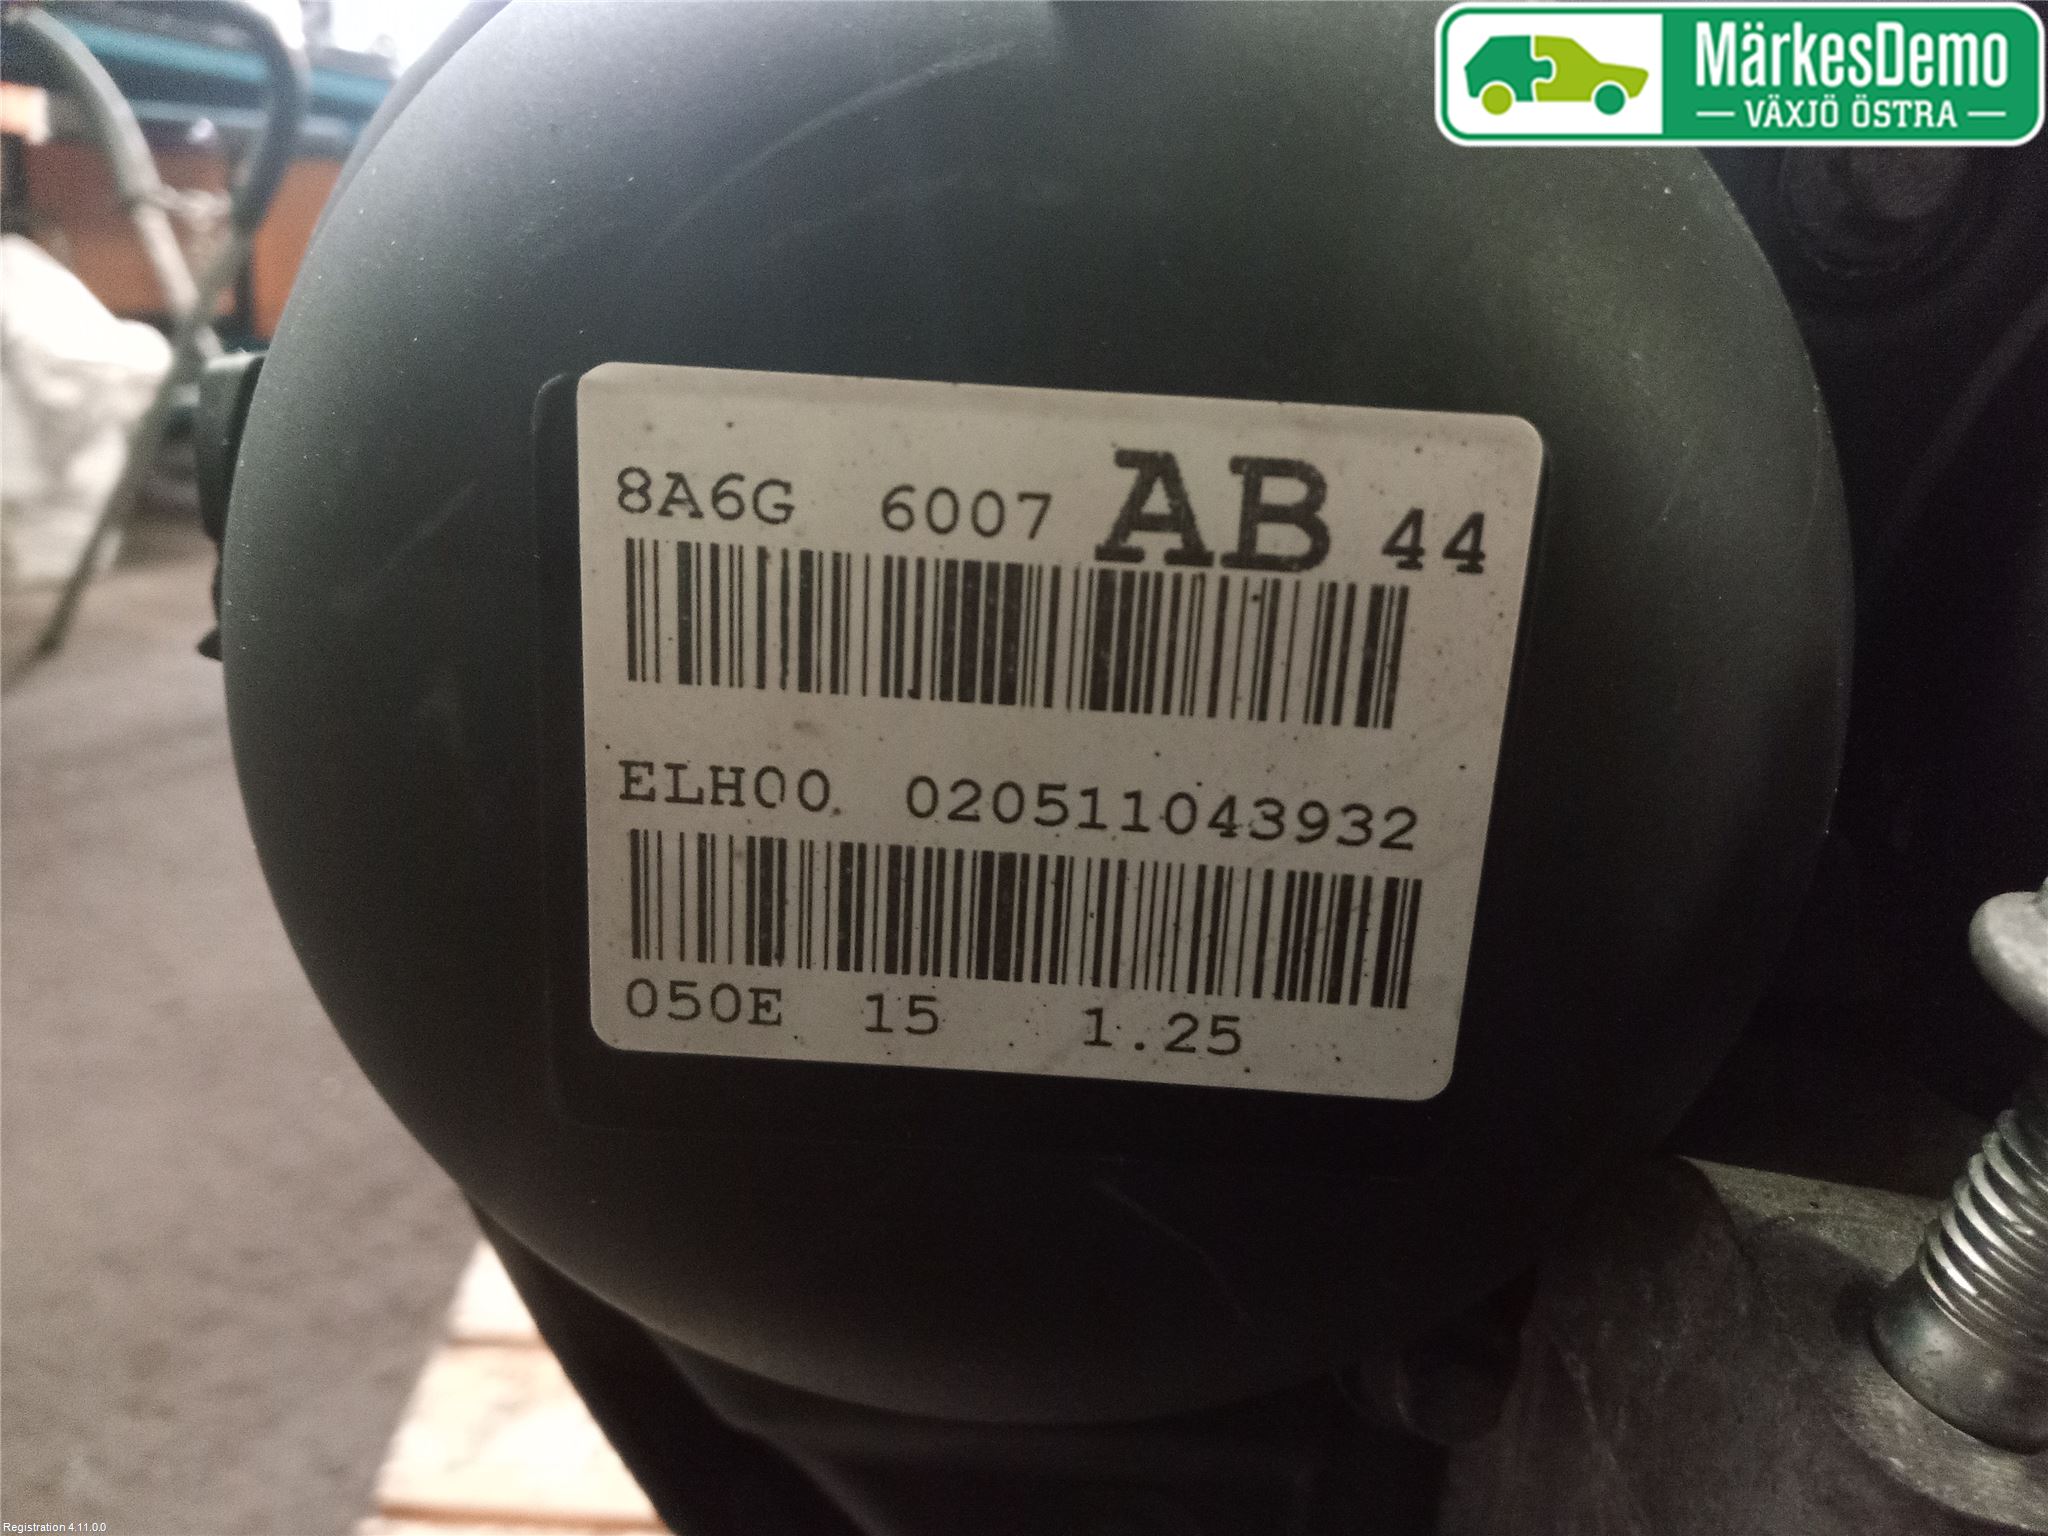 MärkesDemo
VÄXJÖ ÖSTRA
8A6G 6007 AB 44
ELH00 020511043932
050E 15 1.25
Registration 4.11.0.0